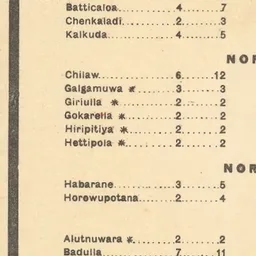 Batticaloa........... 4......7
Chenkaladi........... 2......3
Kalkuda.............. 4......5
NOR
Chilaw............... 6......12
Galgamuwa *.......... 3......3
Giriulla *........... 2......2
Gokarella *.......... 2......2
Hiripitiya *......... 2......2
Hettipola *.......... 2......2
NOR
Habarane............. 3......5
Horewupotana......... 2......4
Alutnuwara *......... 2......2
Badulla.............. 7......11